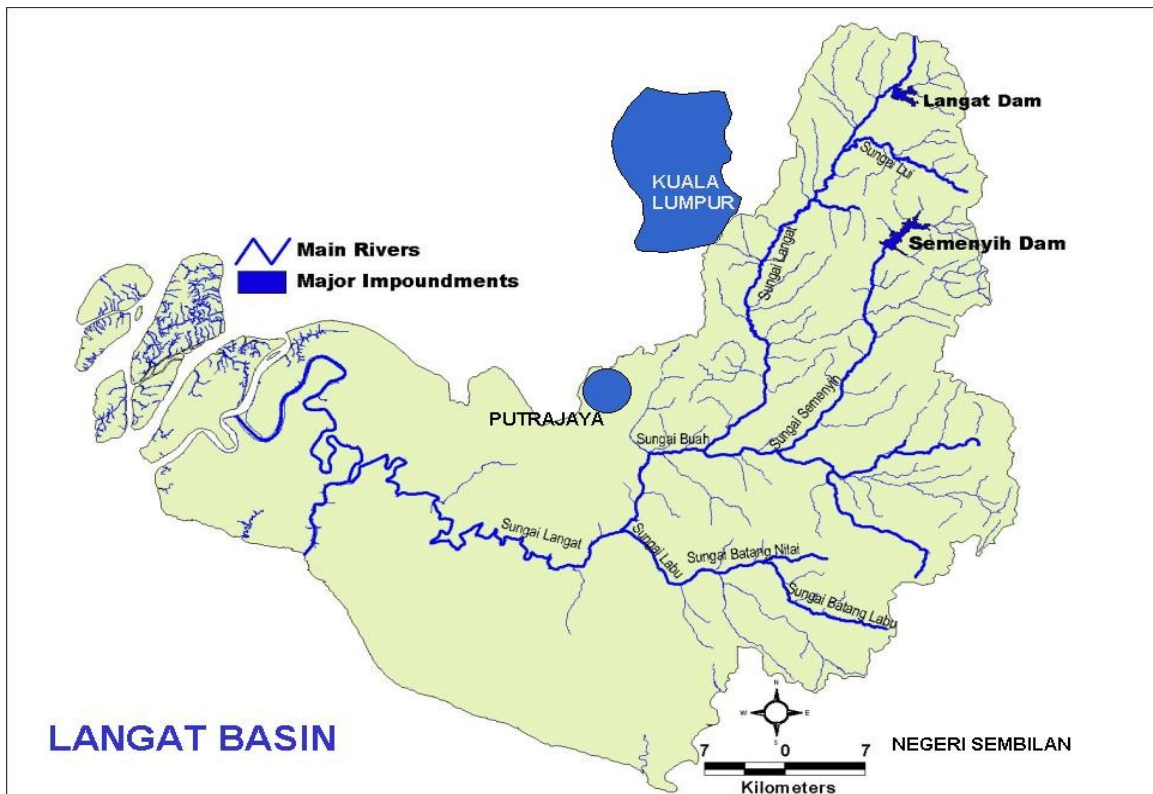 Langat Dam
Sungai Lui
KUALA
LUMPUR
Semenyih Dam
Main Rivers
Major Impoundments
Sungai Langat
Sungai Semenyih
PUTRAJAYA
Sungai Buah
Sungai Langat
Sungai Labu
Sungai Batang Nilai
Sungai Batang Labu
LANGAT BASIN
N
W E
S
7 0 7
Kilometers
NEGERI SEMBILAN